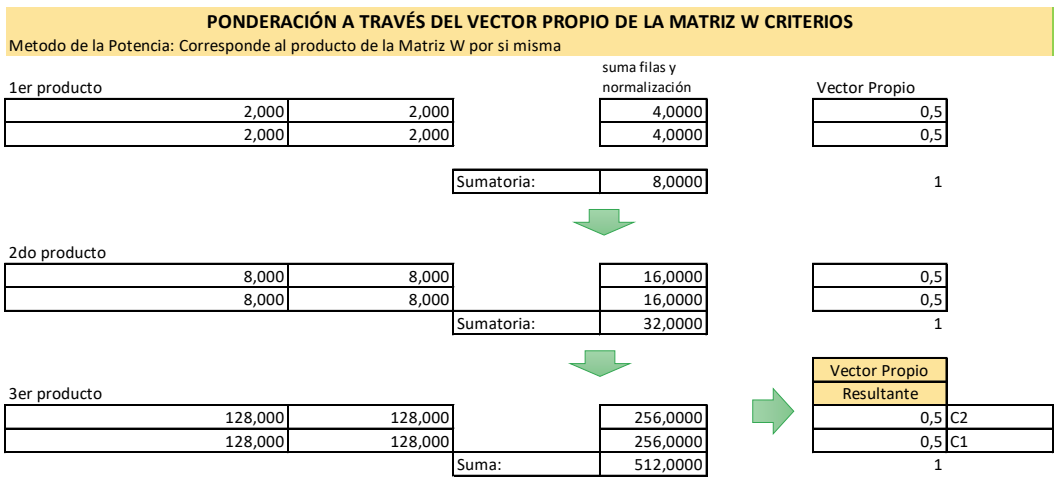 PONDERACIÓN A TRAVÉS DEL VECTOR PROPIO DE LA MATRIZ W CRITERIOS
Metodo de la Potencia: Corresponde al producto de la Matriz W por si misma
suma filas y
1er producto normalización Vector Propio
2,000 2,000 4,0000 0,5
2,000 2,000 4,0000 0,5
Sumatoria: 8,0000 1
2do producto
8,000 8,000 16,0000 0,5
8,000 8,000 16,0000 0,5
Sumatoria: 32,0000 1
Vector Propio
3er producto Resultante
128,000 128,000 256,0000 0,5 C2
128,000 128,000 256,0000 0,5 C1
Suma: 512,0000 1